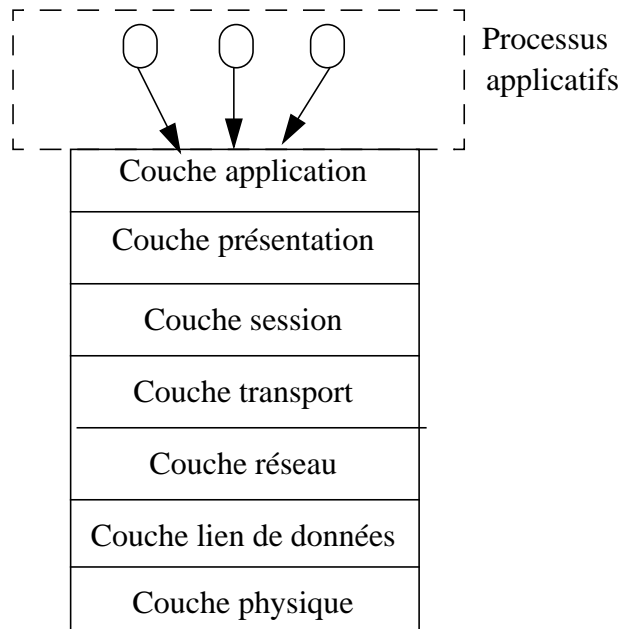 Processus
applicatifs
Couche application
Couche présentation
Couche session
Couche transport
Couche réseau
Couche lien de données
Couche physique